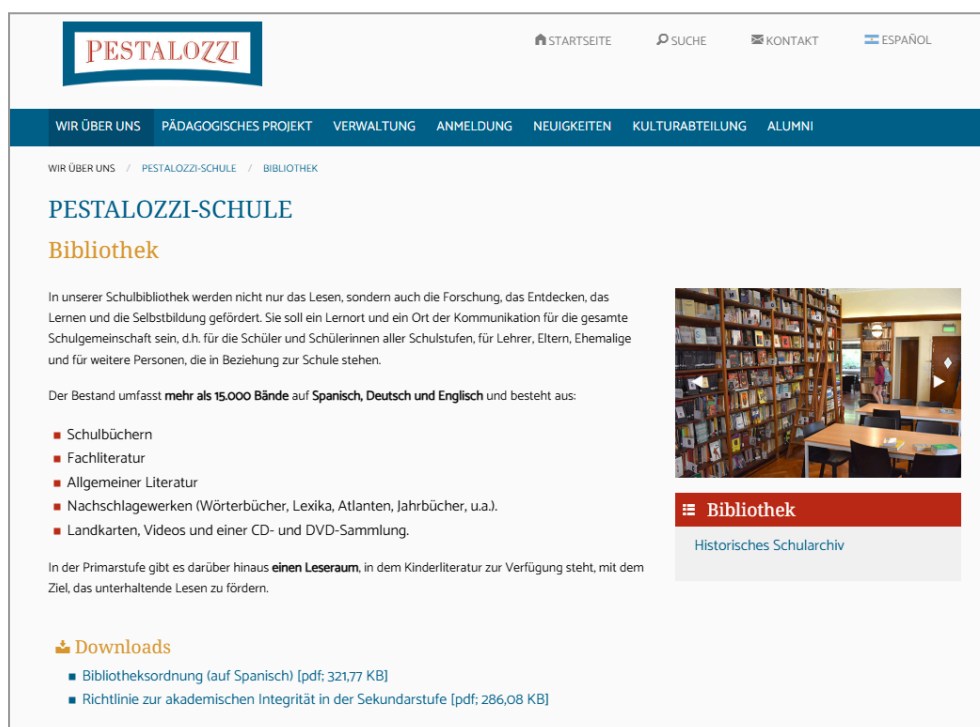 PESTALOZZI
STARTSEITE SUCHE KONTAKT ESPAÑOL
WIR ÜBER UNS PÄDAGOGISCHES PROJEKT VERWALTUNG ANMELDUNG NEUIGKEITEN KULTURABTEILUNG ALUMNI
WIR ÜBER UNS / PESTALOZZI-SCHULE / BIBLIOTHEK
PESTALOZZI-SCHULE
Bibliothek
In unserer Schulbibliothek werden nicht nur das Lesen, sondern auch die Forschung, das Entdecken, das
Lernen und die Selbstbildung gefördert. Sie soll ein Lernort und ein Ort der Kommunikation für die gesamte
Schulgemeinschaft sein, d.h. für die Schüler und Schülerinnen aller Schulstufen, für Lehrer, Eltern, Ehemalige
und für weitere Personen, die in Beziehung zur Schule stehen.
Der Bestand umfasst mehr als 15.000 Bände auf Spanisch, Deutsch und Englisch und besteht aus:
Schulbüchern
Fachliteratur
Allgemeiner Literatur
Nachschlagewerken (Wörterbücher, Lexika, Atlanten, Jahrbücher, u.a.).
Landkarten, Videos und einer CD- und DVD-Sammlung.
In der Primarstufe gibt es darüber hinaus einen Leseraum, in dem Kinderliteratur zur Verfügung steht, mit dem
Ziel, das unterhaltende Lesen zu fördern.
Downloads
Bibliotheksordnung (auf Spanisch) [pdf; 321,77 KB]
Richtlinie zur akademischen Integrität in der Sekundarstufe [pdf; 286,08 KB]
Bibliothek
Historisches Schularchiv